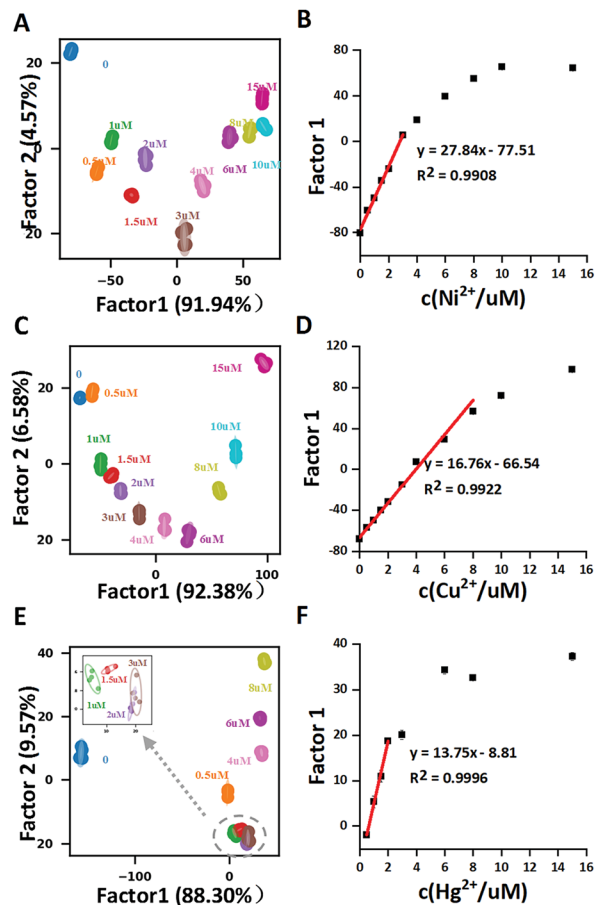 A
20
0
20
Factor 2 (4.57%)
0
15uM
1uM
8uM
2uM
0.5uM
10uM
6uM
4uM
1.5uM
3uM
−50
0
50
Factor1 (91.94%）
B
80
40
0
-40
-80
Factor 1
y = 27.84x - 77.51
R² = 0.9908
0 2 4 6 8 10 12 14 16
c(Ni²⁺/uM)
C
20
0
20
Factor 2 (6.58%)
15uM
0
0.5uM
10uM
1uM
1.5uM
8uM
2uM
3uM
4uM
6uM
0
100
Factor1 (92.38%）
D
120
80
40
0
-40
-80
Factor 1
y = 16.76x - 66.54
R² = 0.9922
0 2 4 6 8 10 12 14 16
c(Cu²⁺/uM)
E
40
20
0
20
Factor 2 (9.57%)
3uM
1.5uM
1uM
2uM
10
20
8uM
6uM
0
4uM
0.5uM
−100
0
Factor1 (88.30%）
F
40
30
20
10
0
Factor 1
y = 13.75x - 8.81
R² = 0.9996
0 2 4 6 8 10 12 14 16
c(Hg²⁺/uM)